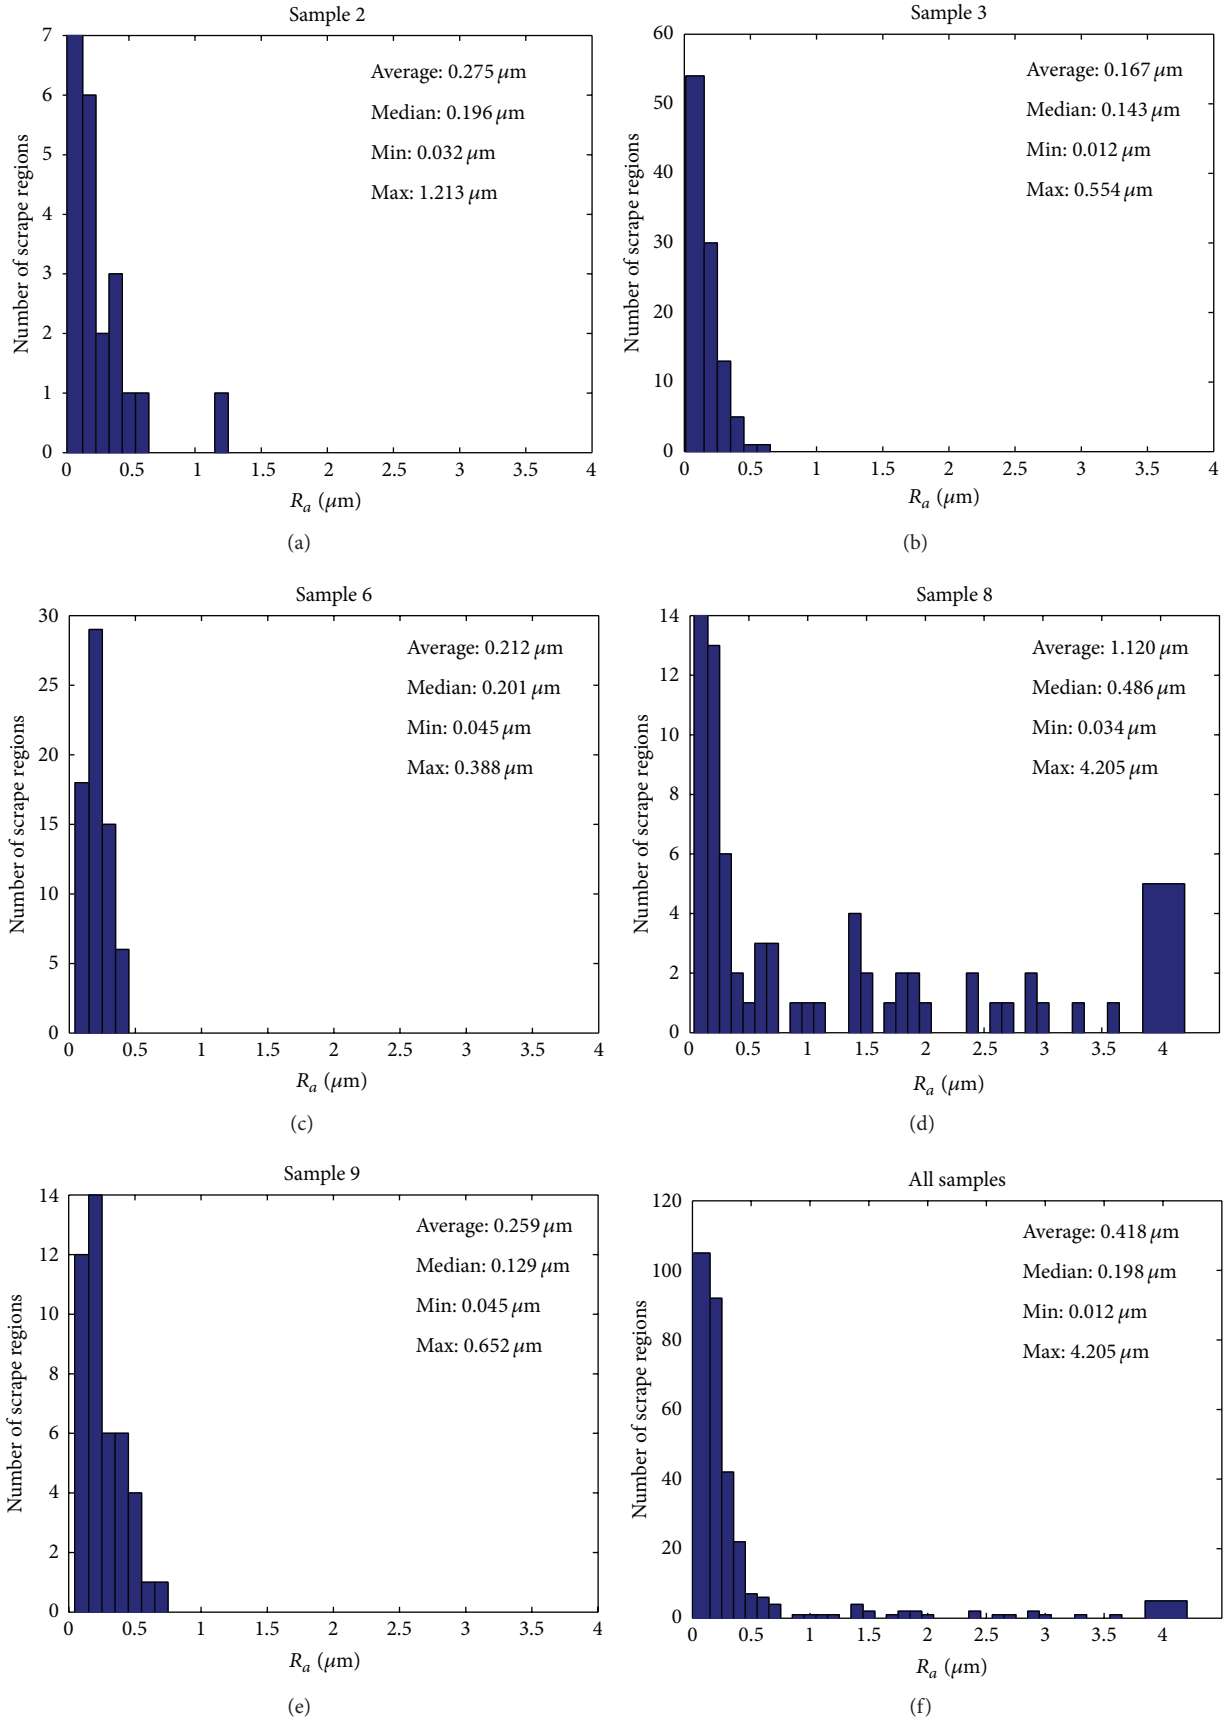 Sample 2
7
6
5
4
3
2
1
0
Number of scrape regions
Average: 0.275 μm
Median: 0.196 μm
Min: 0.032 μm
Max: 1.213 μm
0 0.5 1 1.5 2 2.5 3 3.5 4
Rₐ (μm)
(a)
Sample 3
60
50
40
30
20
10
0
Number of scrape regions
Average: 0.167 μm
Median: 0.143 μm
Min: 0.012 μm
Max: 0.554 μm
0 0.5 1 1.5 2 2.5 3 3.5 4
Rₐ (μm)
(b)
Sample 6
30
25
20
15
10
5
0
Number of scrape regions
Average: 0.212 μm
Median: 0.201 μm
Min: 0.045 μm
Max: 0.388 μm
0 0.5 1 1.5 2 2.5 3 3.5 4
Rₐ (μm)
(c)
Sample 8
14
12
10
8
6
4
2
0
Number of scrape regions
Average: 1.120 μm
Median: 0.486 μm
Min: 0.034 μm
Max: 4.205 μm
0 0.5 1 1.5 2 2.5 3 3.5 4
Rₐ (μm)
(d)
Sample 9
14
12
10
8
6
4
2
0
Number of scrape regions
Average: 0.259 μm
Median: 0.129 μm
Min: 0.045 μm
Max: 0.652 μm
0 0.5 1 1.5 2 2.5 3 3.5 4
Rₐ (μm)
(e)
All samples
120
100
80
60
40
20
0
Number of scrape regions
Average: 0.418 μm
Median: 0.198 μm
Min: 0.012 μm
Max: 4.205 μm
0 0.5 1 1.5 2 2.5 3 3.5 4
Rₐ (μm)
(f)